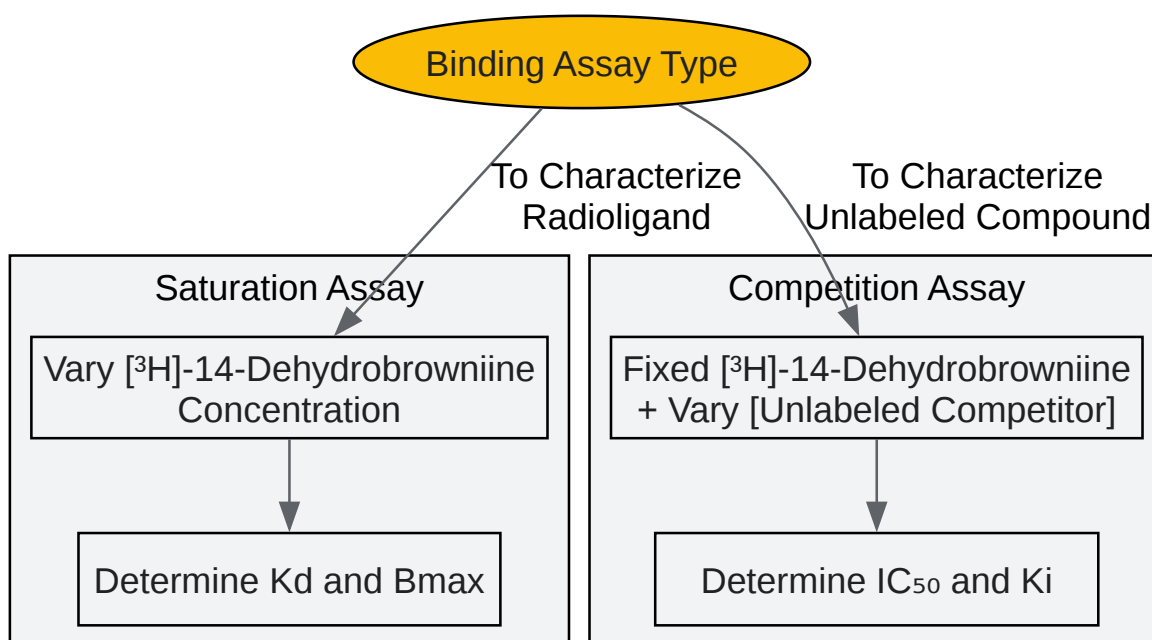 Binding Assay Type
To Characterize
Radioligand
To Characterize
Unlabeled Compound
Saturation Assay
Vary [³H]-14-Dehydrobrowniine
Concentration
Determine Kd and Bmax
Competition Assay
Fixed [³H]-14-Dehydrobrowniine
+ Vary [Unlabeled Competitor]
Determine IC₅₀ and Ki